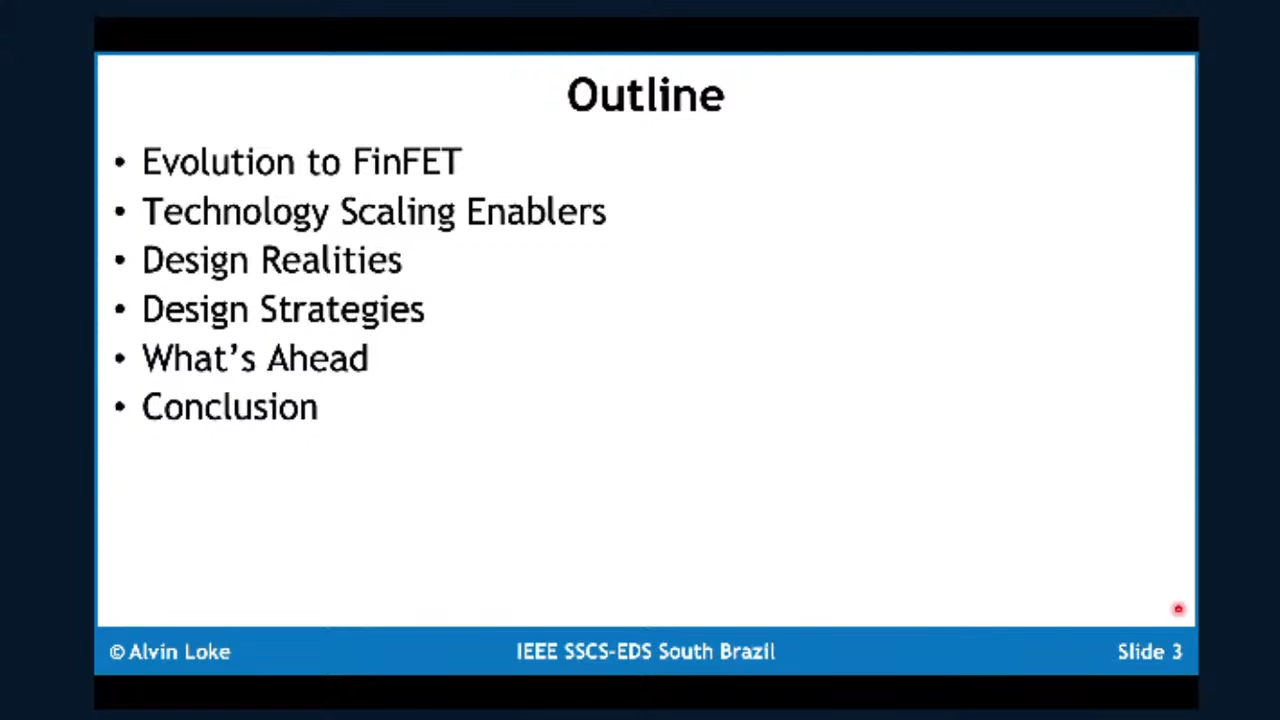 Outline
• Evolution to FinFET
• Technology Scaling Enablers
• Design Realities
• Design Strategies
• What’s Ahead
• Conclusion
© Alvin Loke
IEEE SSCS-EDS South Brazil
Slide 3